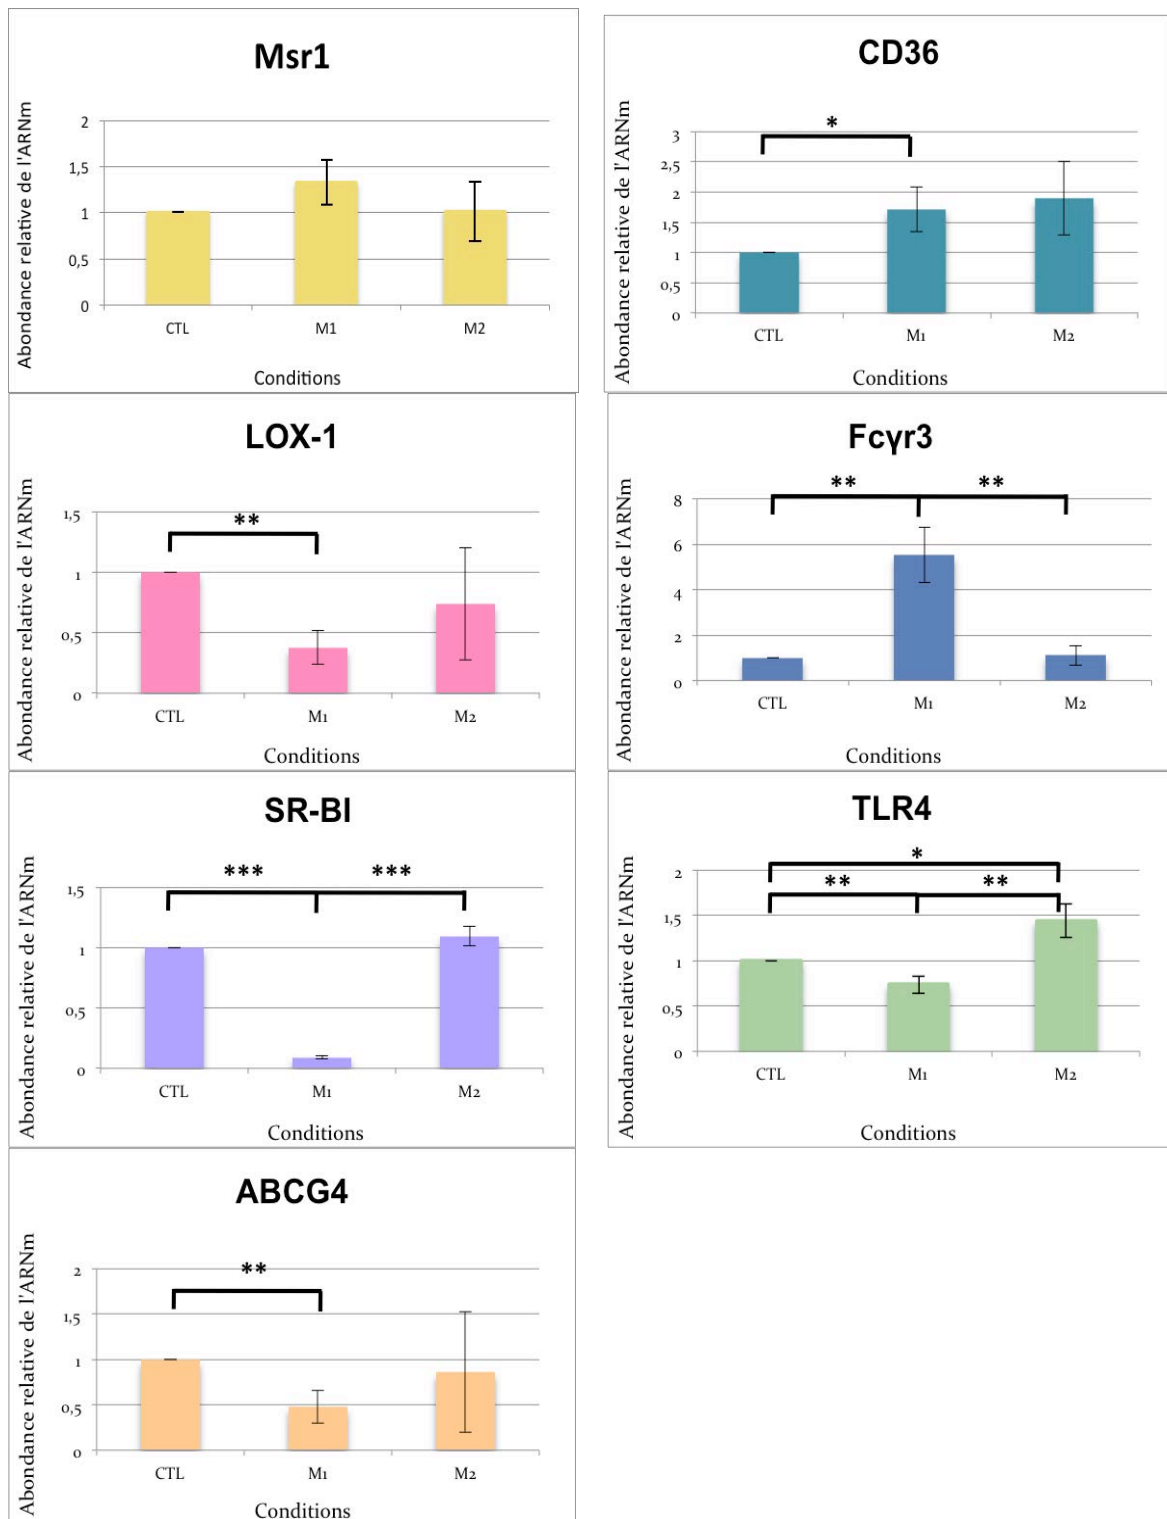 Msr1
Abondance relative de l'ARNm
2
1,5
1
0,5
0
CTL M1 M2
Conditions
CD36
Abondance relative de l'ARNm
*
3
2,5
2
1,5
1
0,5
0
CTL M1 M2
Conditions
LOX-1
Abondance relative de l'ARNm
**
1,5
1
0,5
0
CTL M1 M2
Conditions
Fcγr3
Abondance relative de l'ARNm
** **
8
6
4
2
0
CTL M1 M2
Conditions
SR-BI
Abondance relative de l'ARNm
*** ***
1,5
1
0,5
0
CTL M1 M2
Conditions
TLR4
Abondance relative de l'ARNm
*
** **
2
1,5
1
0,5
0
CTL M1 M2
Conditions
ABCG4
Abondance relative de l'ARNm
**
2
1,5
1
0,5
0
CTL M1 M2
Conditions